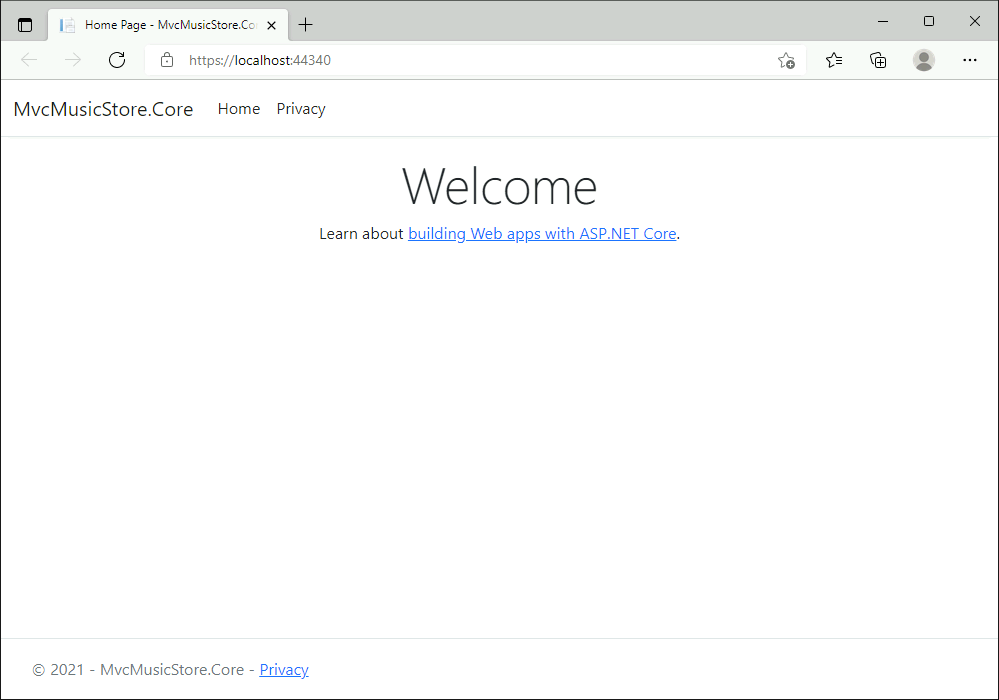 Home Page - MvcMusicStore.Co
https://localhost:44340
MvcMusicStore.Core Home Privacy
Welcome
Learn about building Web apps with ASP.NET Core.
© 2021 - MvcMusicStore.Core - Privacy